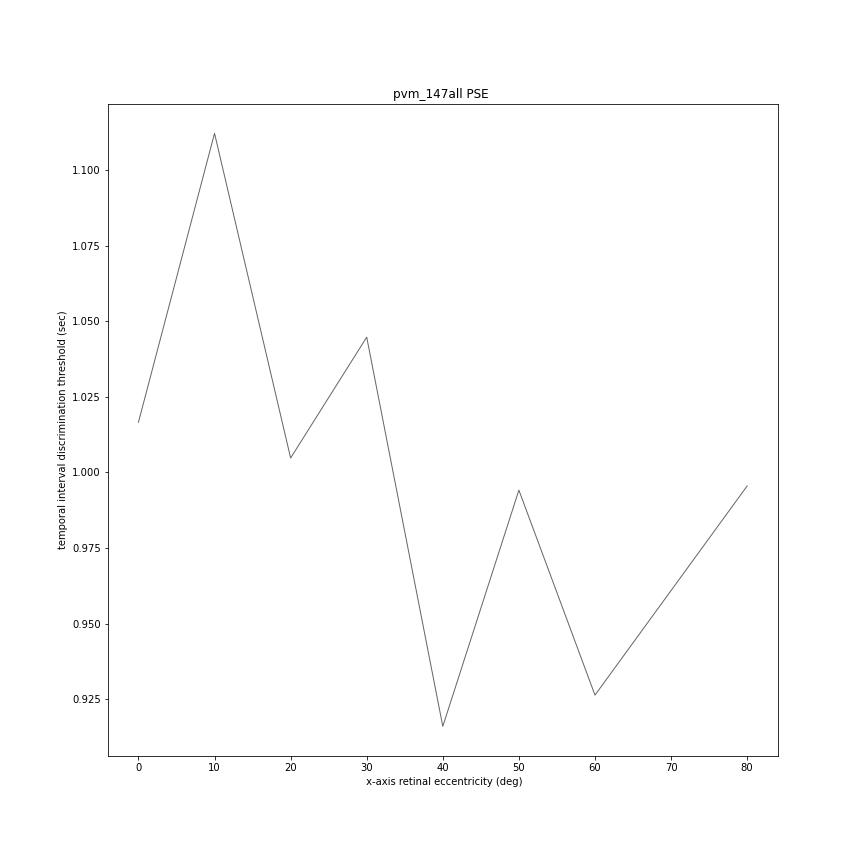 pvm_147all PSE
1.100
1.075
1.050
1.025
1.000
0.975
0.950
0.925
temporal interval discrimination threshold (sec)
0 10 20 30 40 50 60 70 80
x-axis retinal eccentricity (deg)